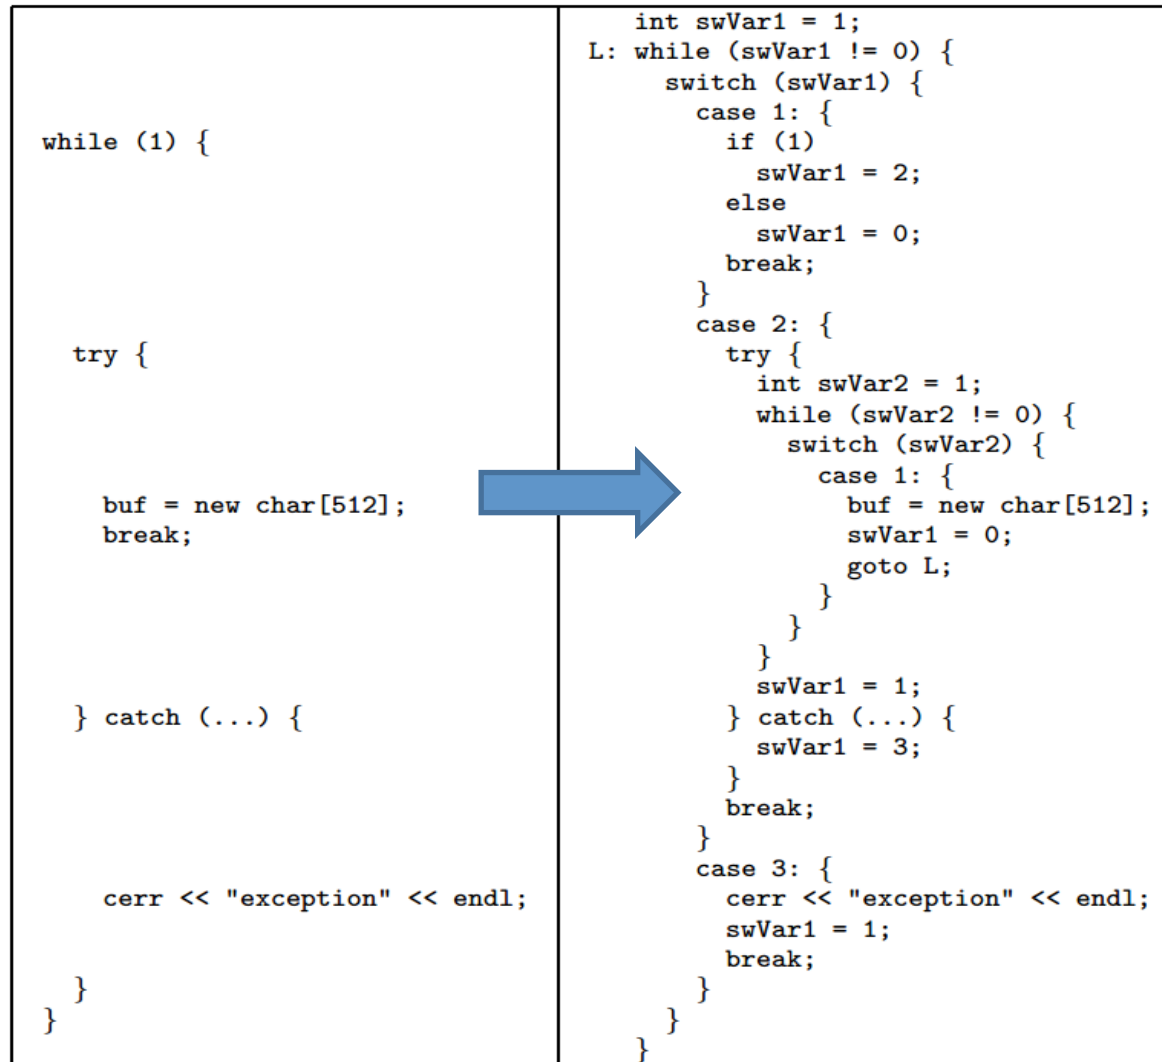 while (1) {
  try {
    buf = new char[512];
    break;
  } catch (...) {
    cerr << "exception" << endl;
  }
}
   int swVar1 = 1;
L: while (swVar1 != 0) {
     switch (swVar1) {
       case 1: {
         if (1)
           swVar1 = 2;
         else
           swVar1 = 0;
         break;
       }
       case 2: {
         try {
           int swVar2 = 1;
           while (swVar2 != 0) {
             switch (swVar2) {
               case 1: {
                 buf = new char[512];
                 swVar1 = 0;
                 goto L;
               }
             }
           }
           swVar1 = 1;
         } catch (...) {
           swVar1 = 3;
         }
         break;
       }
       case 3: {
         cerr << "exception" << endl;
         swVar1 = 1;
         break;
       }
     }
   }